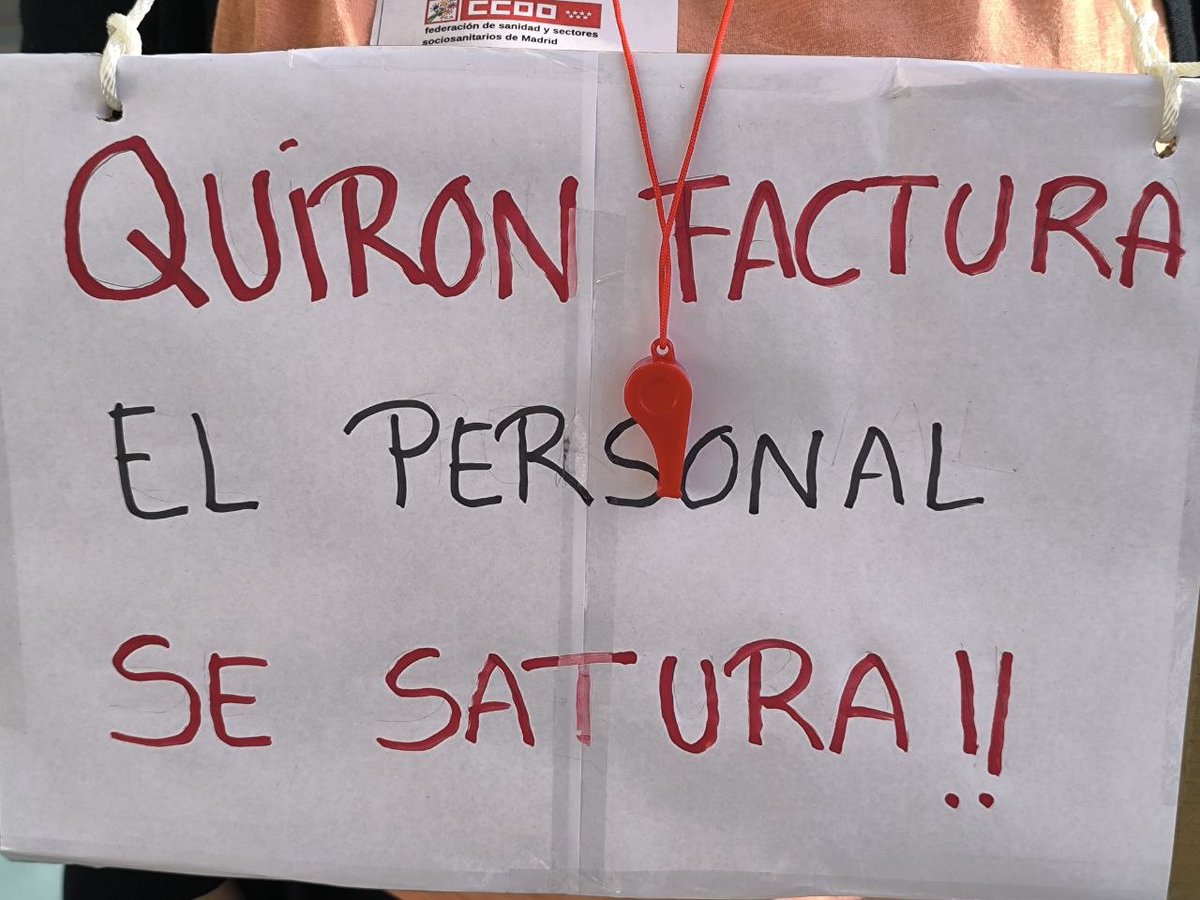 CCOO
federación de sanidad y sectores
sociosanitarios de Madrid
QUiRON FACTURA
EL PERSONAL
SE SATURA!!